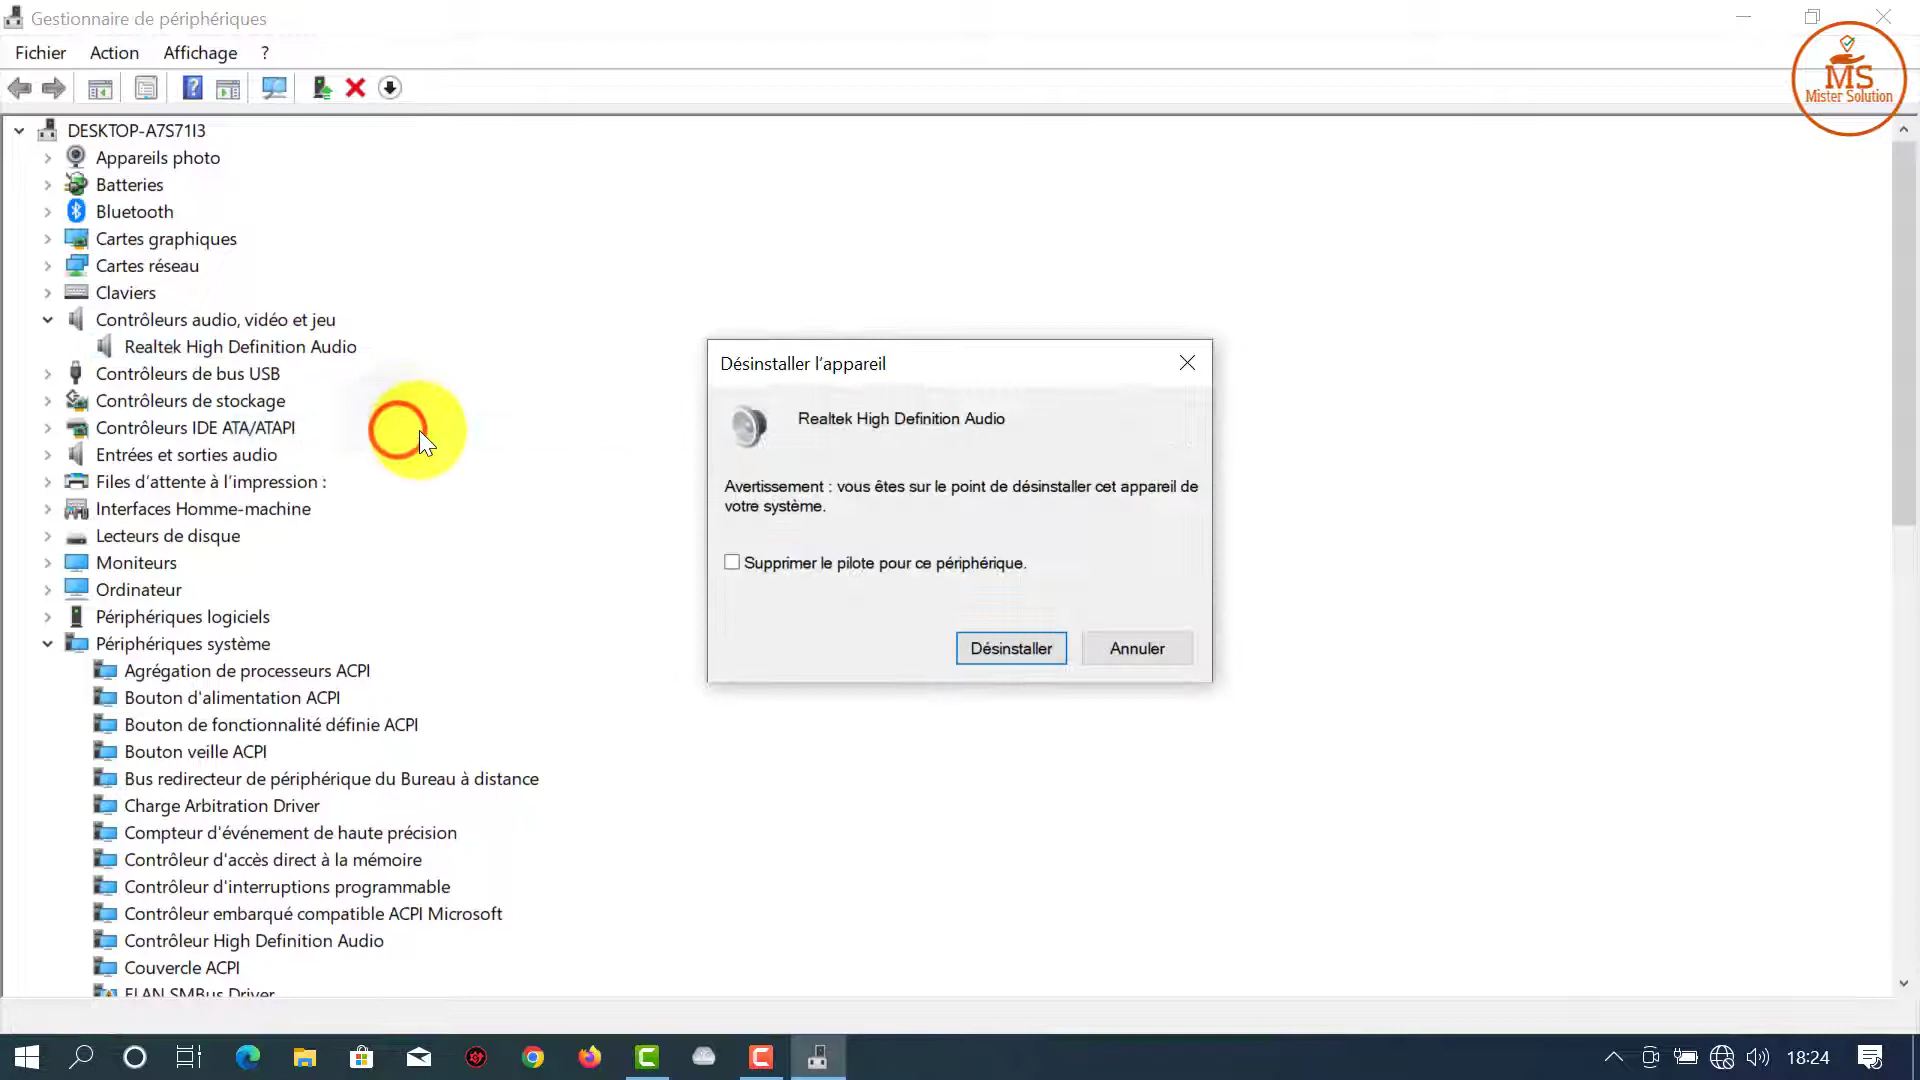 Gestionnaire de périphériques
Fichier Action Affichage ?
MS
Mister Solution
DESKTOP-A7S71I3
Appareils photo
Batteries
Bluetooth
Cartes graphiques
Cartes réseau
Claviers
Contrôleurs audio, vidéo et jeu
Realtek High Definition Audio
Contrôleurs de bus USB
Contrôleurs de stockage
Contrôleurs IDE ATA/ATAPI
Entrées et sorties audio
Files d'attente à l'impression :
Interfaces Homme-machine
Lecteurs de disque
Moniteurs
Ordinateur
Périphériques logiciels
Périphériques système
Agrégation de processeurs ACPI
Bouton d'alimentation ACPI
Bouton de fonctionnalité définie ACPI
Bouton veille ACPI
Bus redirecteur de périphérique du Bureau à distance
Charge Arbitration Driver
Compteur d'événement de haute précision
Contrôleur d'accès direct à la mémoire
Contrôleur d'interruptions programmable
Contrôleur embarqué compatible ACPI Microsoft
Contrôleur High Definition Audio
Couvercle ACPI
ELAN SMBus Driver
Désinstaller l'appareil
Realtek High Definition Audio
Avertissement : vous êtes sur le point de désinstaller cet appareil de
votre système.
Supprimer le pilote pour ce périphérique.
Désinstaller Annuler
18:24